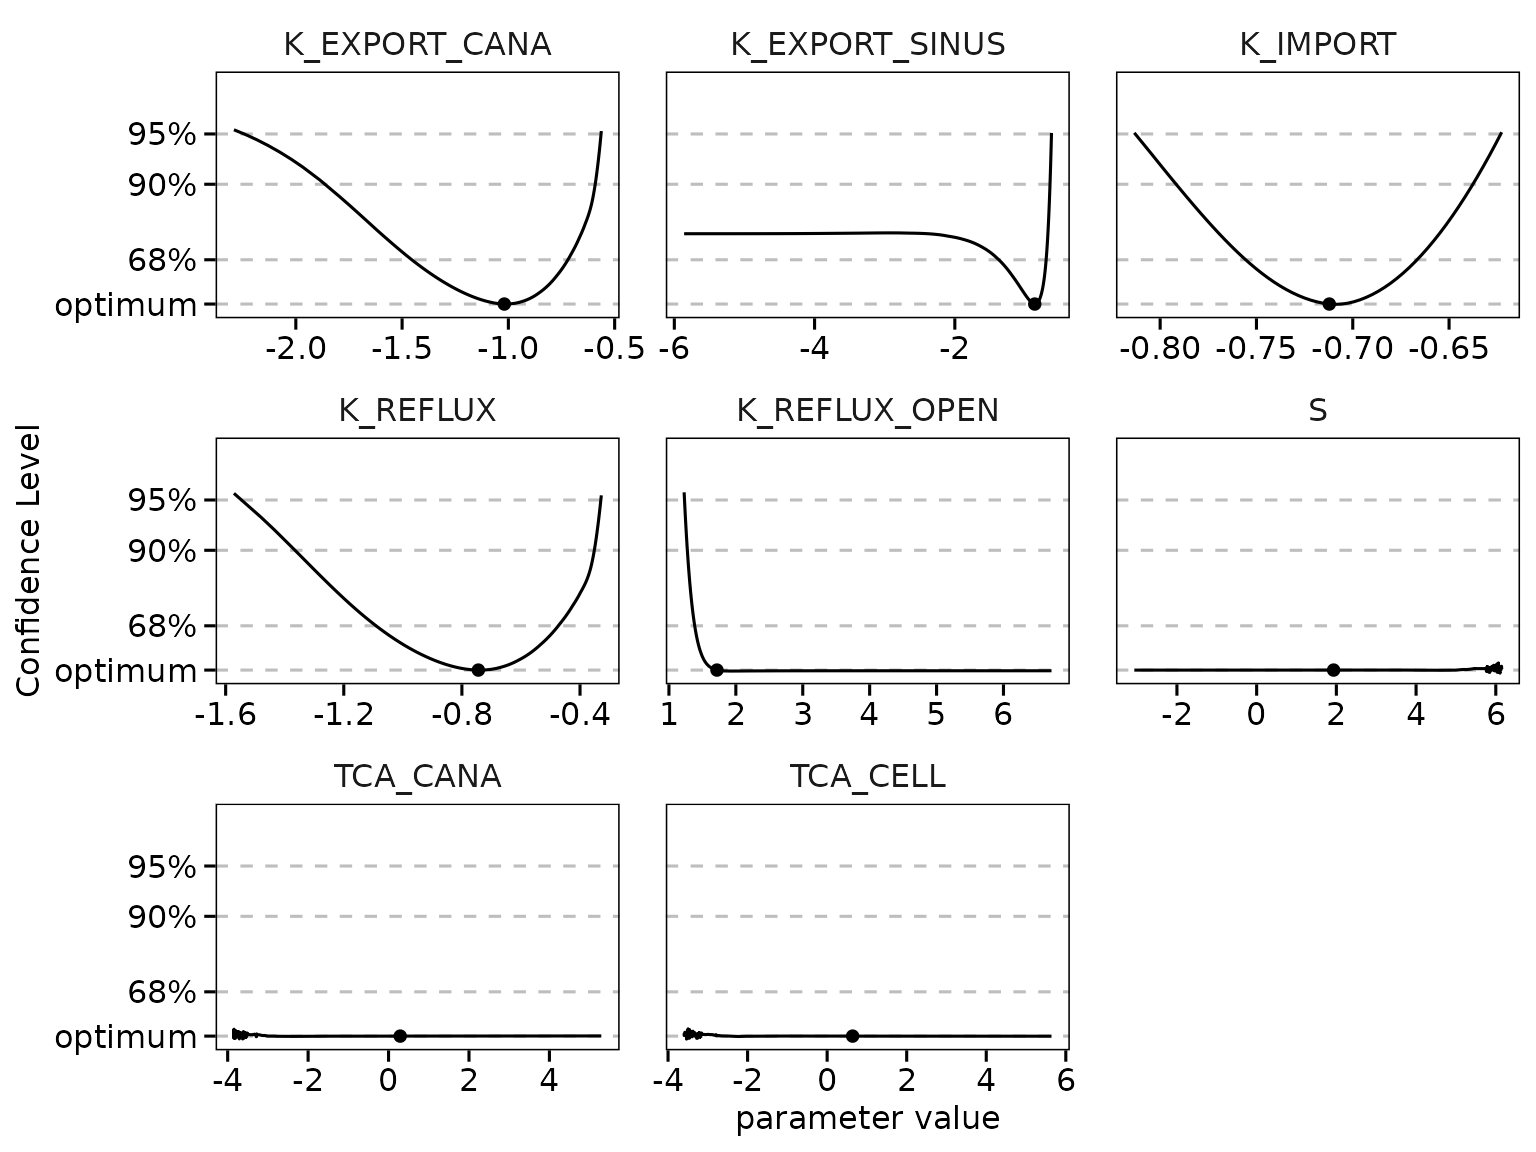 K_EXPORT_CANA K_EXPORT_SINUS K_IMPORT
95%
90%
68%
optimum
-2.0 -1.5 -1.0 -0.5 -6 -4 -2 -0.80 -0.75 -0.70 -0.65
K_REFLUX K_REFLUX_OPEN S
Confidence Level
95%
90%
68%
optimum
-1.6 -1.2 -0.8 -0.4 1 2 3 4 5 6 -2 0 2 4 6
TCA_CANA TCA_CELL
95%
90%
68%
optimum
-4 -2 0 2 4 -4 -2 0 2 4 6
parameter value